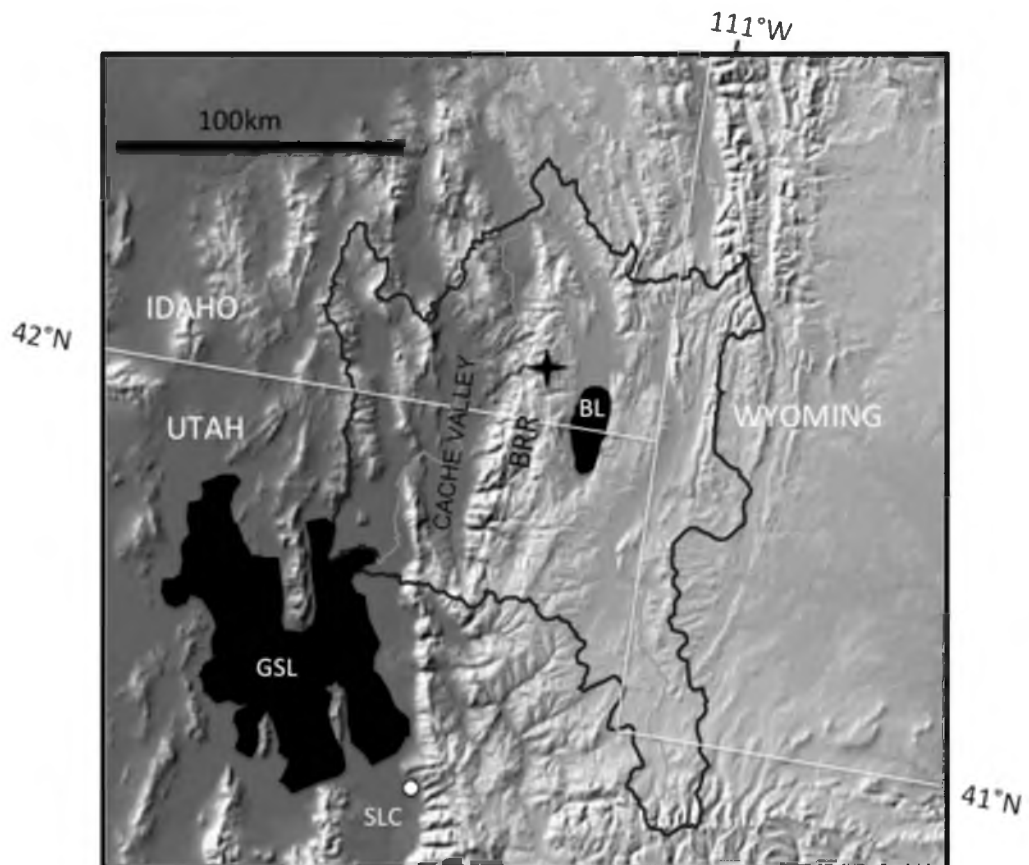 111°W
100km
IDAHO
42°N
CACHE VALLEY
BL
UTAH
BRR
WYOMING
GSL
41°N
SLC